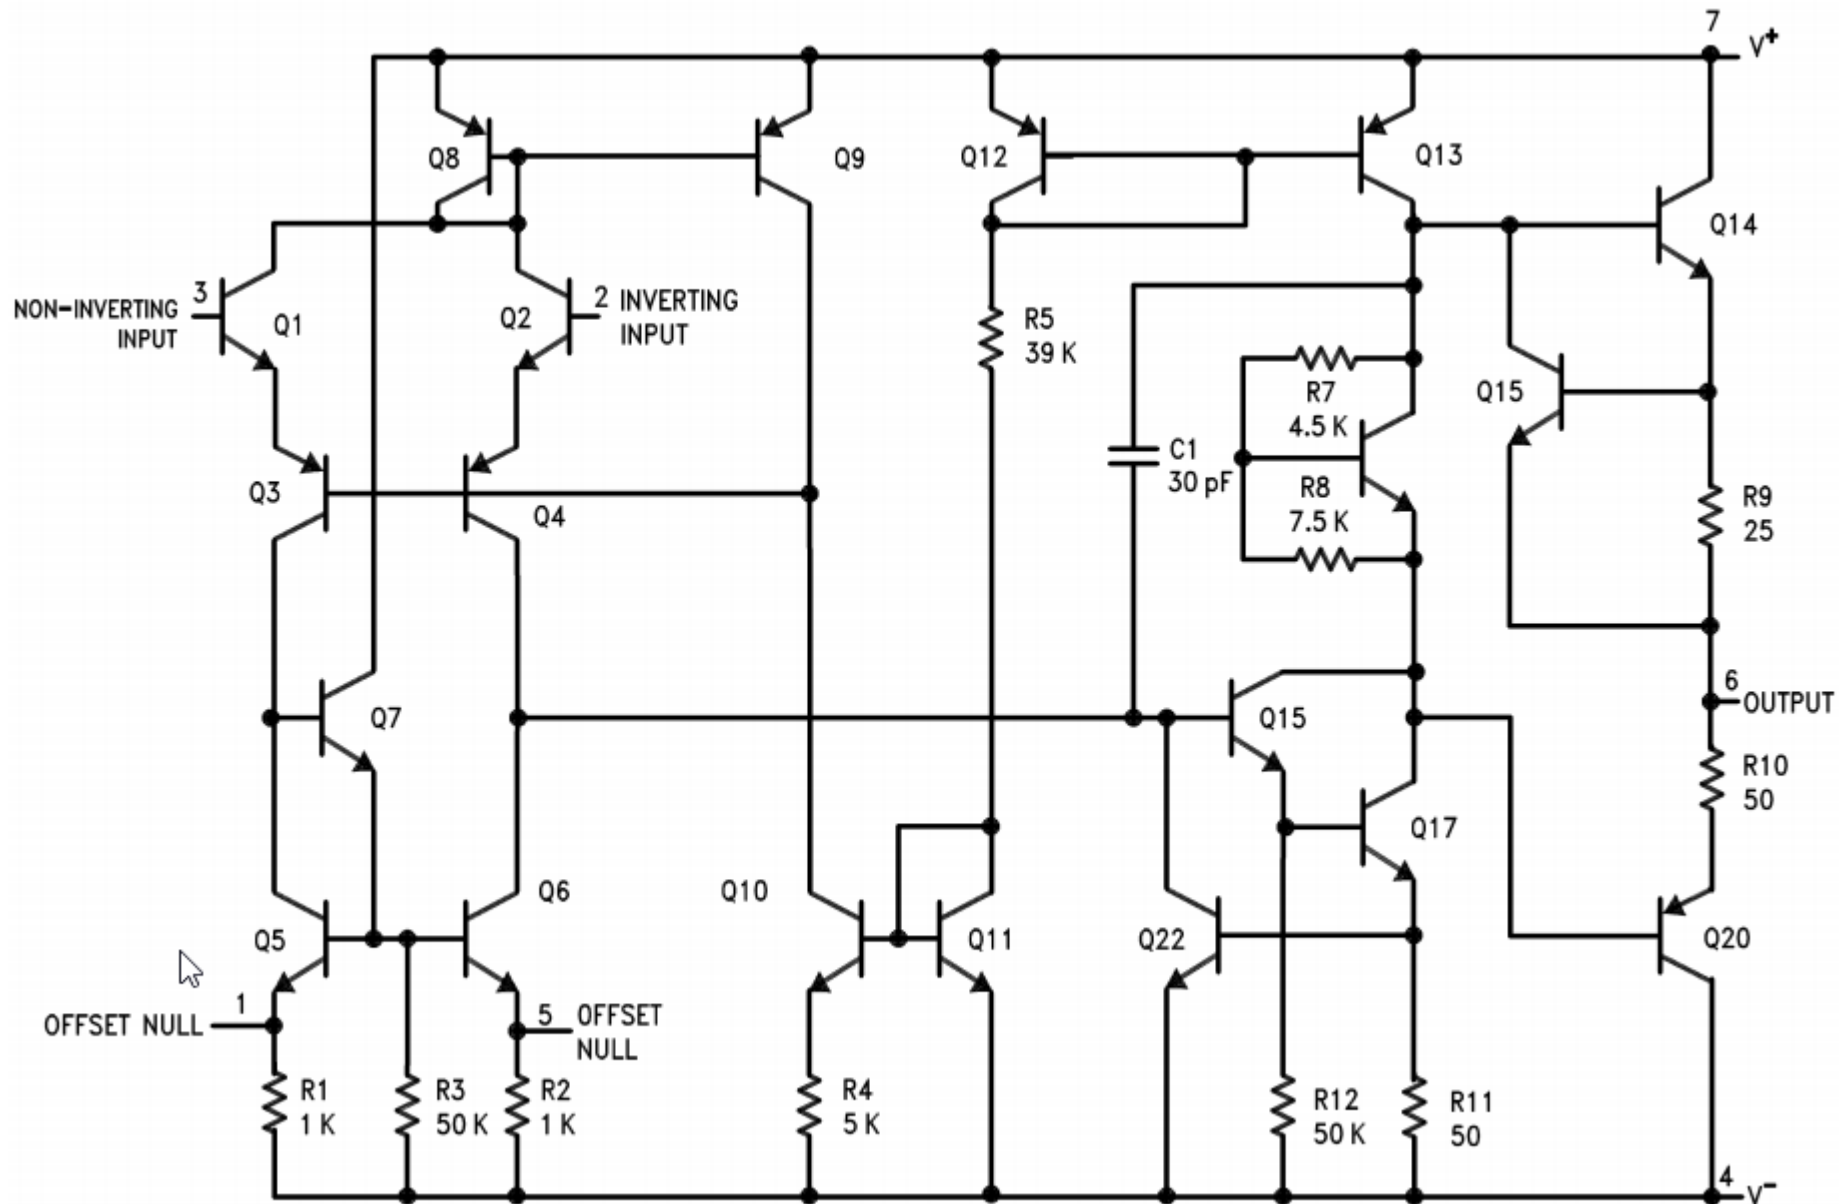 7
V+
Q8
Q9
Q12
Q13
Q14
3
NON-INVERTING
INPUT
Q1
Q2
2 INVERTING
INPUT
R5
39 K
R7
4.5 K
Q15
C1
30 pF
R8
7.5 K
R9
25
Q3
Q4
Q7
Q15
6
OUTPUT
R10
50
Q17
Q5
Q6
Q10
Q11
Q22
Q20
1
OFFSET NULL
5 OFFSET
NULL
R1
1 K
R3
50 K
R2
1 K
R4
5 K
R12
50 K
R11
50
4
V-